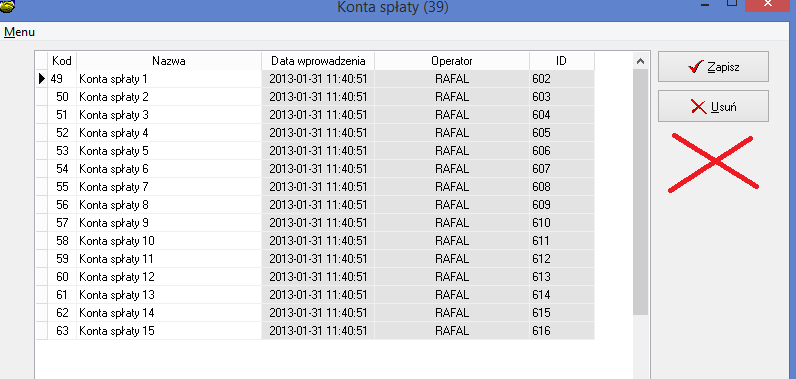 Konta spłaty (39)
Menu
Kod Nazwa Data wprowadzenia Operator ID
49 Konta spłaty 1 2013-01-31 11:40:51 RAFAL 602
50 Konta spłaty 2 2013-01-31 11:40:51 RAFAL 603
51 Konta spłaty 3 2013-01-31 11:40:51 RAFAL 604
52 Konta spłaty 4 2013-01-31 11:40:51 RAFAL 605
53 Konta spłaty 5 2013-01-31 11:40:51 RAFAL 606
54 Konta spłaty 6 2013-01-31 11:40:51 RAFAL 607
55 Konta spłaty 7 2013-01-31 11:40:51 RAFAL 608
56 Konta spłaty 8 2013-01-31 11:40:51 RAFAL 609
57 Konta spłaty 9 2013-01-31 11:40:51 RAFAL 610
58 Konta spłaty 10 2013-01-31 11:40:51 RAFAL 611
59 Konta spłaty 11 2013-01-31 11:40:51 RAFAL 612
60 Konta spłaty 12 2013-01-31 11:40:51 RAFAL 613
61 Konta spłaty 13 2013-01-31 11:40:51 RAFAL 614
62 Konta spłaty 14 2013-01-31 11:40:51 RAFAL 615
63 Konta spłaty 15 2013-01-31 11:40:51 RAFAL 616
Zapisz
Usuń